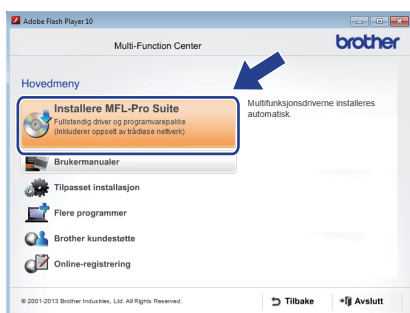 Adobe Flash Player 10
Multi-Function Center
brother
Hovedmeny
Installere MFL-Pro Suite
Fullstendig driver og programvarepakke
(Inkluderer oppsett av trådløse nettverk)
Multifunksjonsdriverne installeres
automatisk.
Brukermanualer
Tilpasset installasjon
Flere programmer
Brother kundestøtte
Online-registrering
© 2001-2013 Brother Industries, Ltd. All Rights Reserved.
Tilbake
Avslutt